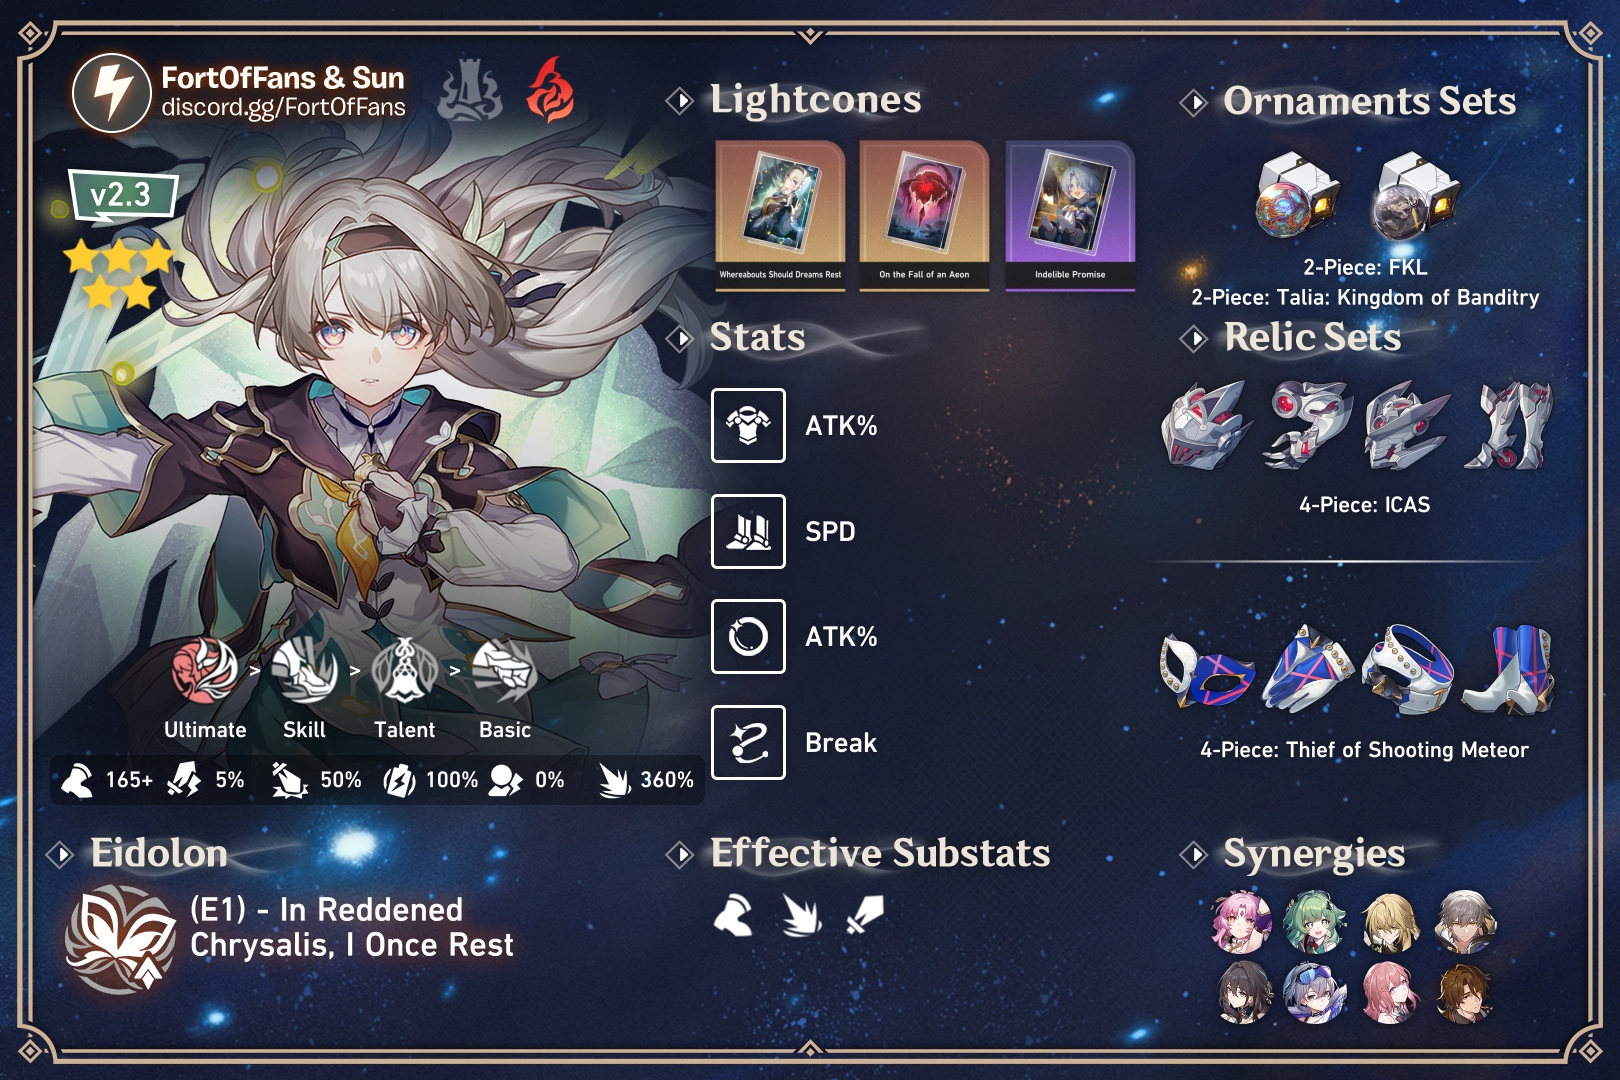 FortOfFans & Sun
discord.gg/FortOfFans
v2.3
Ultimate > Skill > Talent > Basic
165+ 5% 50% 100% 0% 360%
Eidolon
(E1) - In Reddened
Chrysalis, I Once Rest
Lightcones
Whereabouts Should Dreams Rest
On the Fall of an Aeon
Indelible Promise
Stats
ATK%
SPD
ATK%
Break
Effective Substats
Ornaments Sets
2-Piece: FKL
2-Piece: Talia: Kingdom of Banditry
Relic Sets
4-Piece: ICAS
4-Piece: Thief of Shooting Meteor
Synergies